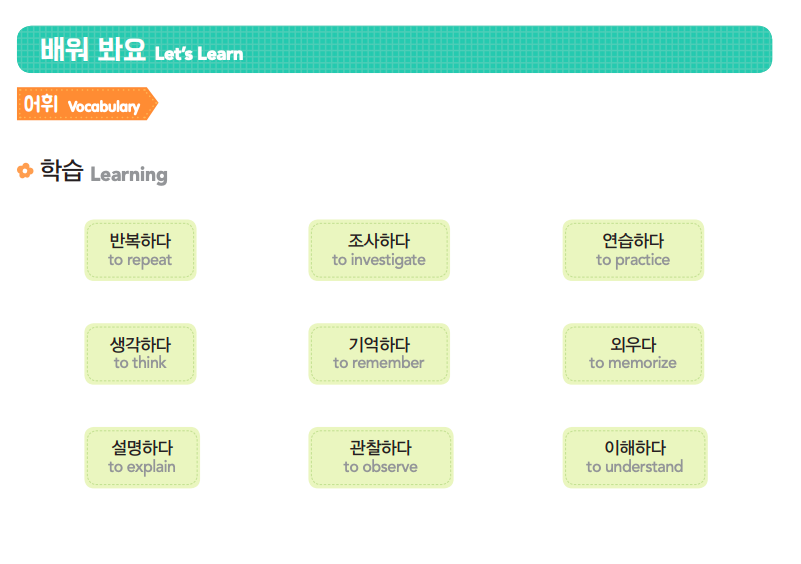 배워 봐요 Let's Learn
어휘 Vocabulary
학습 Learning
반복하다
to repeat
조사하다
to investigate
연습하다
to practice
생각하다
to think
기억하다
to remember
외우다
to memorize
설명하다
to explain
관찰하다
to observe
이해하다
to understand